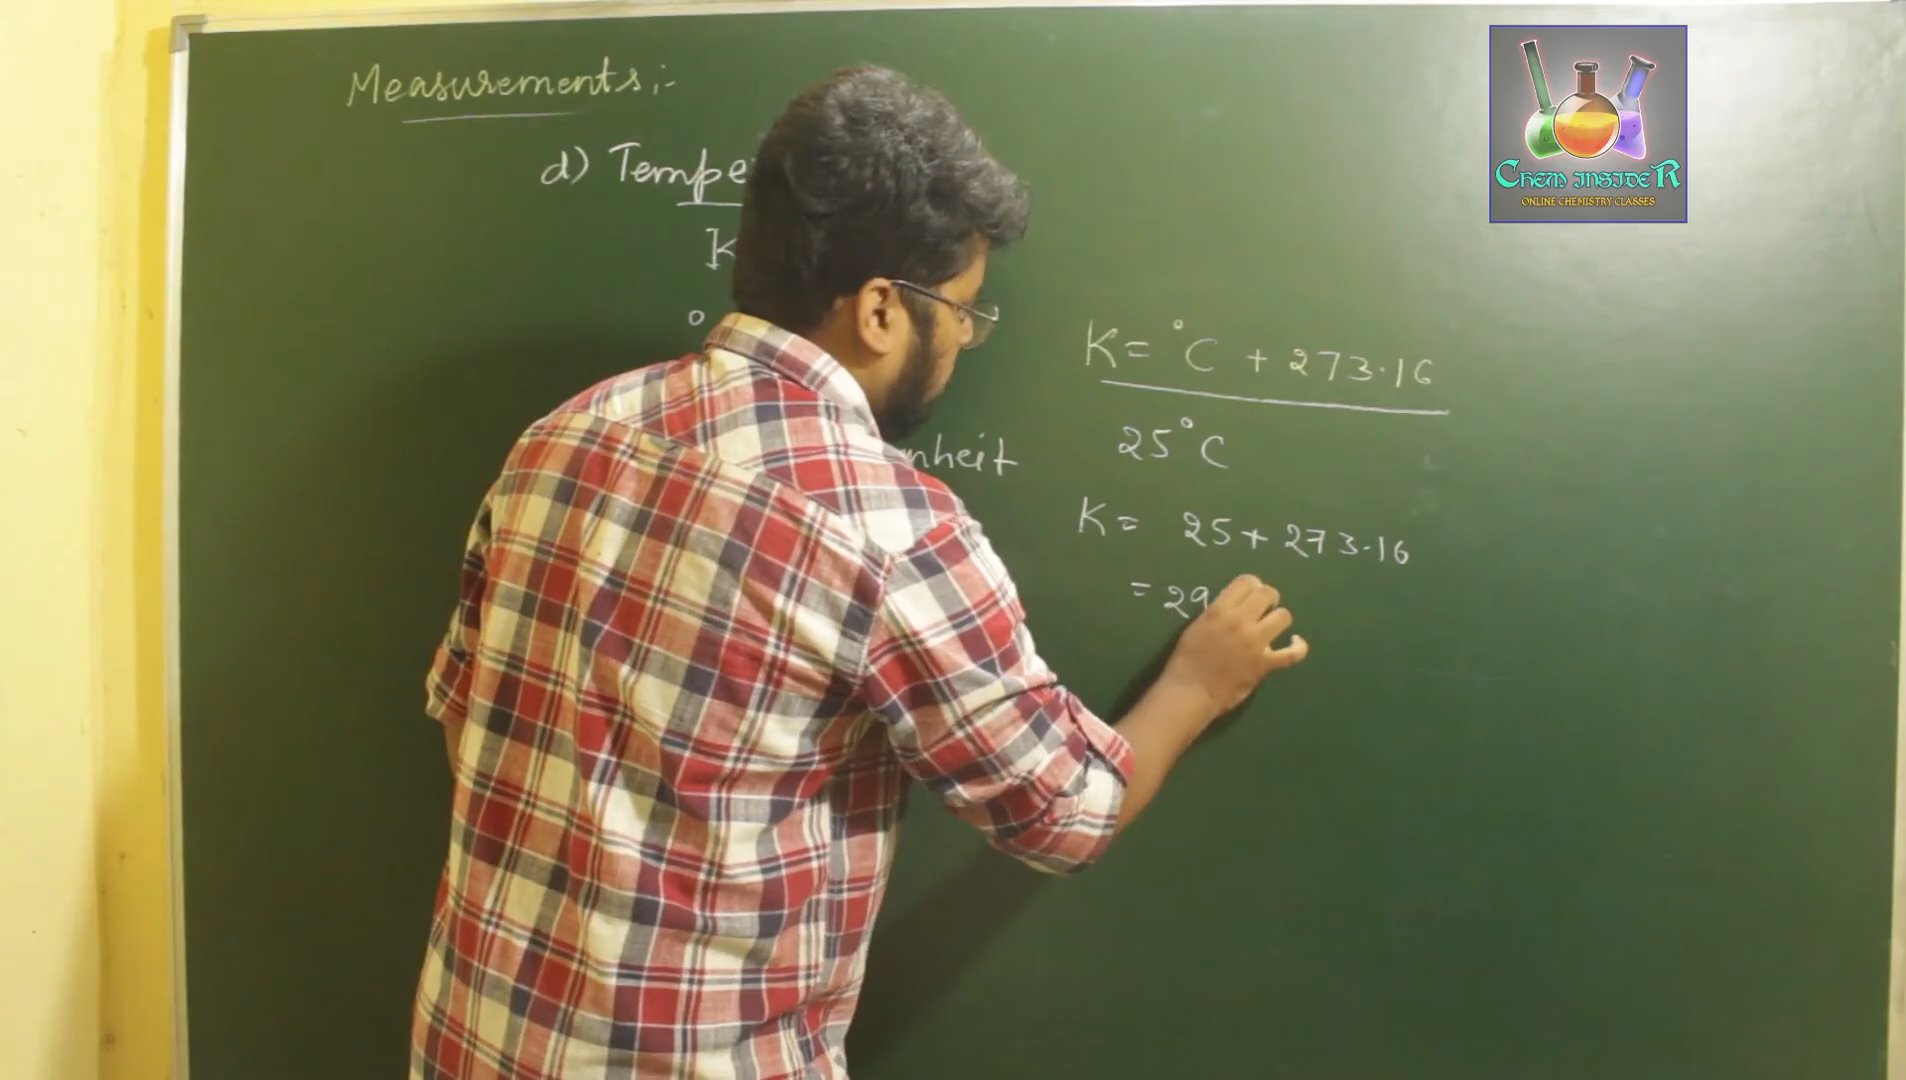 Measurements:-
d) Tempe
K
°
nheit
K = °C + 273.16
25°C
K = 25 + 273.16
= 29
CHEM INSIDER
ONLINE CHEMISTRY CLASSES